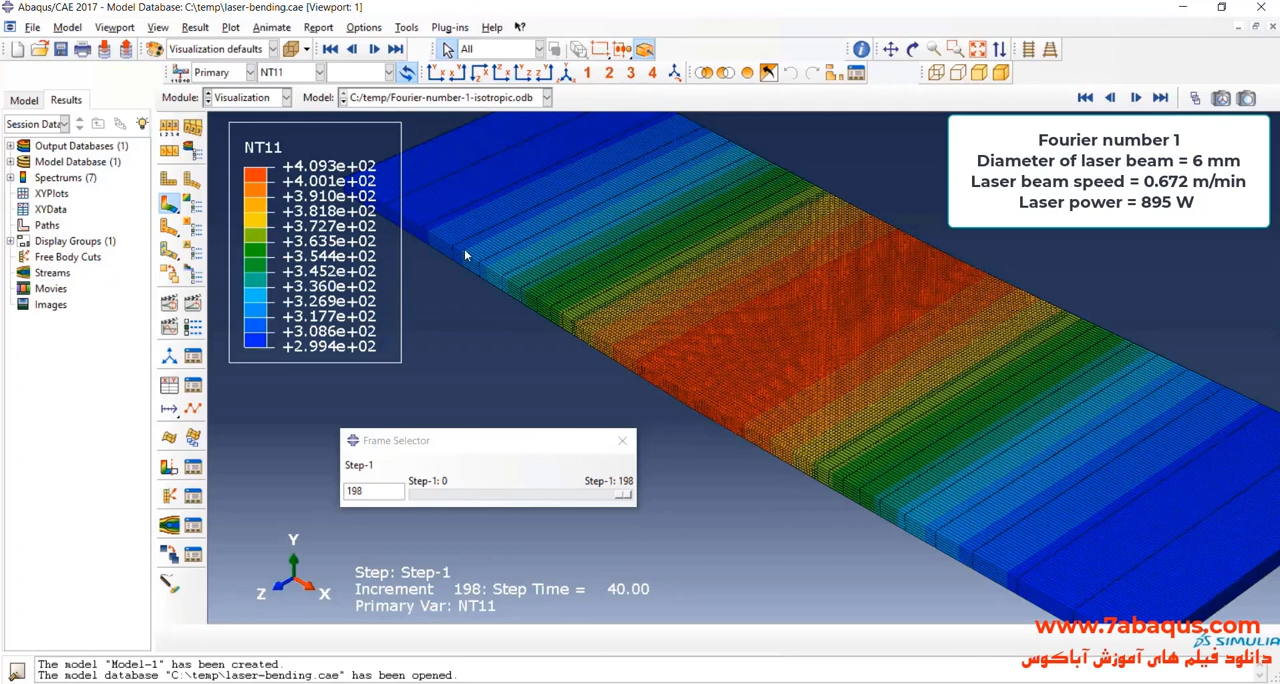 Abaqus/CAE 2017 - Model Database: C:\temp\laser-bending.cae [Viewport: 1]
File Model Viewport View Result Plot Animate Report Options Tools Plug-ins Help
Visualization defaults All
Primary NT11 1 2 3 4
Model Results Module: Visualization Model: C:/temp/Fourier-number-1-isotropic.odb
Session Data
Output Databases (1)
Model Database (1)
Spectrums (7)
XYPlots
XYData
Paths
Display Groups (1)
Free Body Cuts
Streams
Movies
Images
NT11
+4.093e+02
+4.001e+02
+3.910e+02
+3.818e+02
+3.727e+02
+3.635e+02
+3.544e+02
+3.452e+02
+3.360e+02
+3.269e+02
+3.177e+02
+3.086e+02
+2.994e+02
Fourier number 1
Diameter of laser beam = 6 mm
Laser beam speed = 0.672 m/min
Laser power = 895 W
Frame Selector
Step-1
Step-1: 0 Step-1: 198
198
Y
Z X
Step: Step-1
Increment 198: Step Time = 40.00
Primary Var: NT11
www.7abaqus.com
SIMULIA
دانلود فیلم های آموزش آباکوس
The model "Model-1" has been created.
The model database "C:\temp\laser-bending.cae" has been opened.